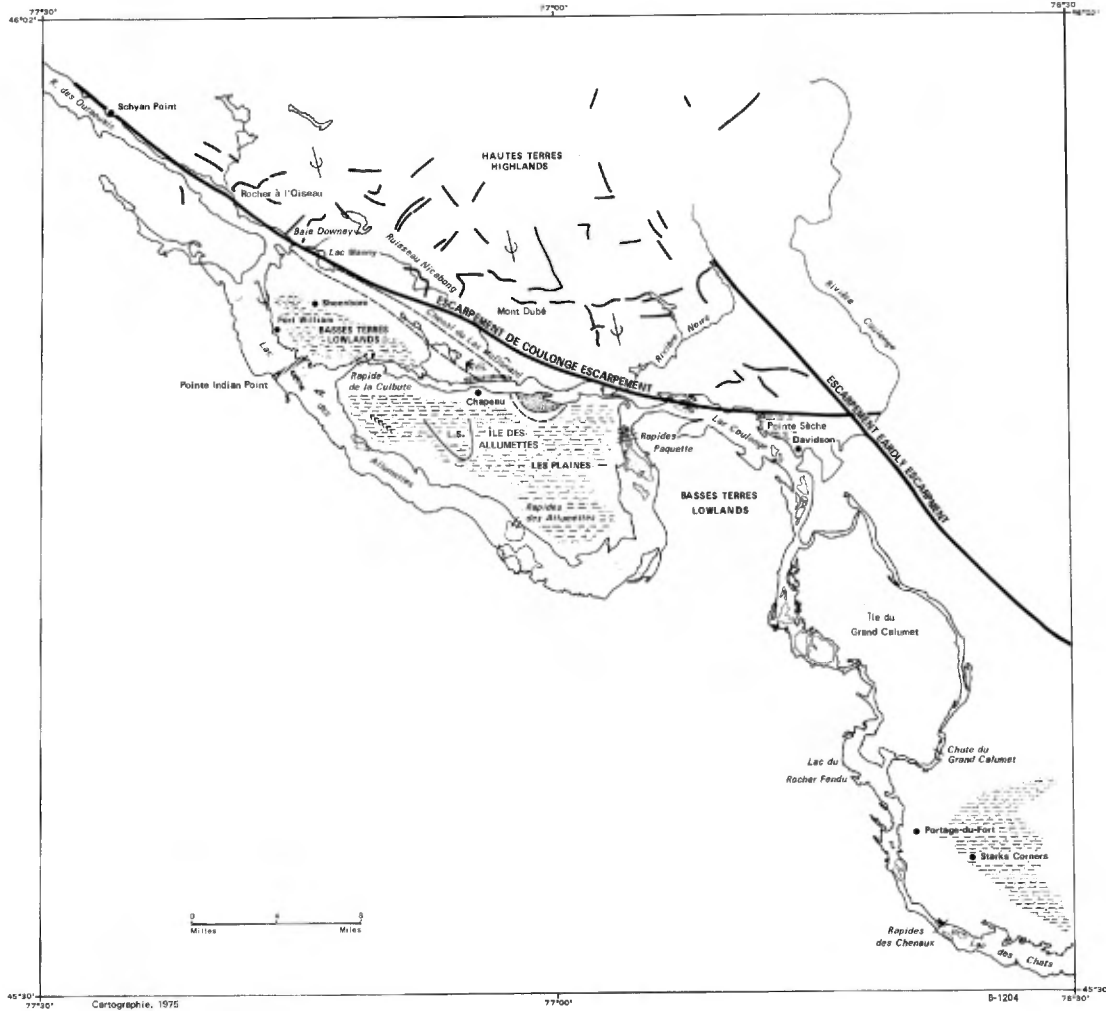 77°30'
77°00'
76°30'
46°02'
R. des Outaouais
Schyan Point
HAUTES TERRES
HIGHLANDS
Rocher à l'Oiseau
Baie Downey
Ruisseau Nicabong
Rivière Coulonge
Mont Dubé
Rivière Noire
Sheenboro
Fort William
BASSES TERRES
LOWLANDS
Chenal du Lac McDonald
ESCARPEMENT DE COULONGE ESCARPEMENT
ESCARPEMENT EARDLY ESCARPMENT
Lac
des
Allumettes
Pointe Indian Point
Rapide
de la Culbute
Chapeau
Pointe Sèche
Davidson
Lac Coulonge
L.S.
ÎLE DES
ALLUMETTES
Rapides
Paquette
LES PLAINES
BASSES TERRES
LOWLANDS
Rapides
des Allumettes
Île du
Grand Calumet
Chute du
Grand Calumet
Lac du
Rocher Fendu
Portage-du-Fort
Starks Corners
0 4 8
Milles Miles
Rapides
des Chenaux
Lac des Chats
45°30'
45°30'
77°30'
Cartographie, 1975
77°00'
B-1204
76°30'